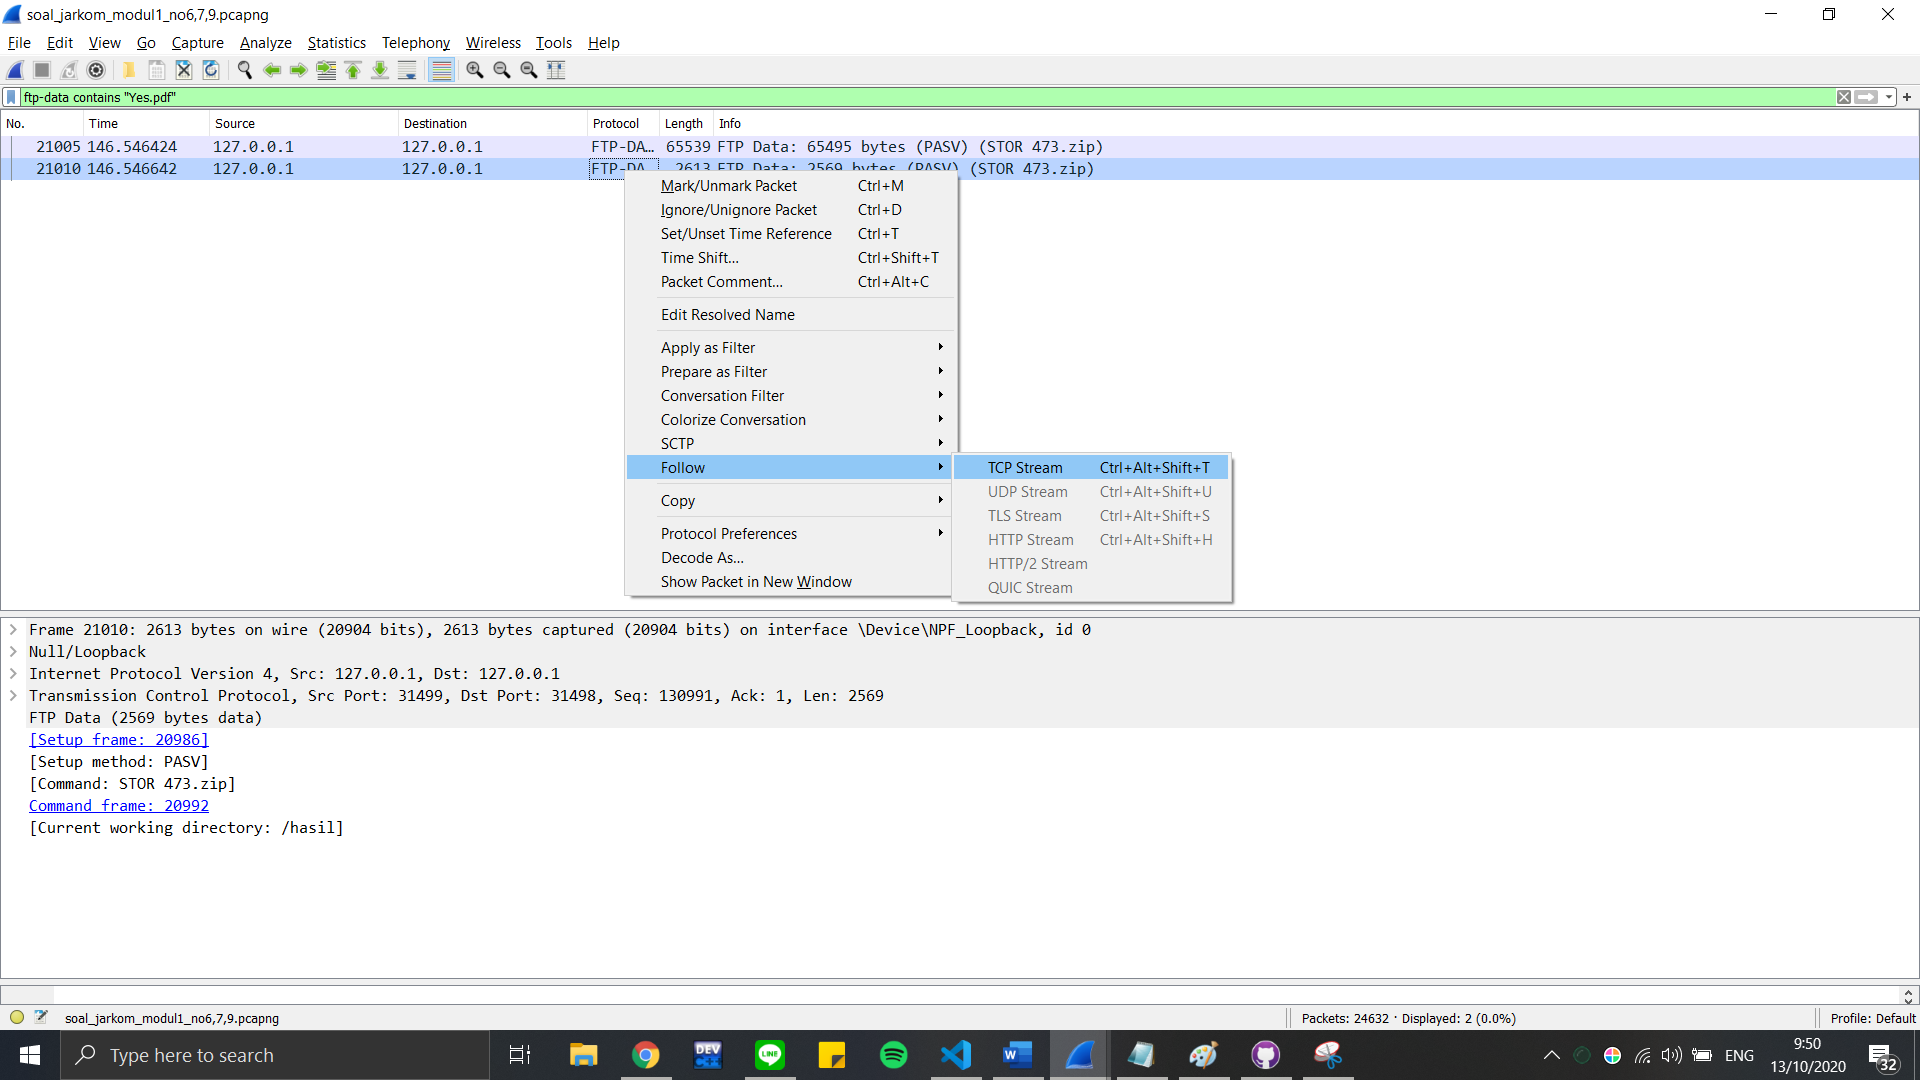 soal_jarkom_modul1_no6,7,9.pcapng
File Edit View Go Capture Analyze Statistics Telephony Wireless Tools Help
ftp-data contains "Yes.pdf"
No. Time Source Destination Protocol Length Info
21005 146.546424 127.0.0.1 127.0.0.1 FTP-DA… 65539 FTP Data: 65495 bytes (PASV) (STOR 473.zip)
21010 146.546642 127.0.0.1 127.0.0.1 FTP-DA… 2613 FTP Data: 2569 bytes (PASV) (STOR 473.zip)
Mark/Unmark Packet Ctrl+M
Ignore/Unignore Packet Ctrl+D
Set/Unset Time Reference Ctrl+T
Time Shift... Ctrl+Shift+T
Packet Comment... Ctrl+Alt+C
Edit Resolved Name
Apply as Filter
Prepare as Filter
Conversation Filter
Colorize Conversation
SCTP
Follow
Copy
Protocol Preferences
Decode As...
Show Packet in New Window
TCP Stream Ctrl+Alt+Shift+T
UDP Stream Ctrl+Alt+Shift+U
TLS Stream Ctrl+Alt+Shift+S
HTTP Stream Ctrl+Alt+Shift+H
HTTP/2 Stream
QUIC Stream
Frame 21010: 2613 bytes on wire (20904 bits), 2613 bytes captured (20904 bits) on interface \Device\NPF_Loopback, id 0
Null/Loopback
Internet Protocol Version 4, Src: 127.0.0.1, Dst: 127.0.0.1
Transmission Control Protocol, Src Port: 31499, Dst Port: 31498, Seq: 130991, Ack: 1, Len: 2569
FTP Data (2569 bytes data)
[Setup frame: 20986]
[Setup method: PASV]
[Command: STOR 473.zip]
Command frame: 20992
[Current working directory: /hasil]
soal_jarkom_modul1_no6,7,9.pcapng
Packets: 24632 · Displayed: 2 (0.0%)
Profile: Default
Type here to search
DEV C++
LINE
W
ENG
9:50
13/10/2020
32